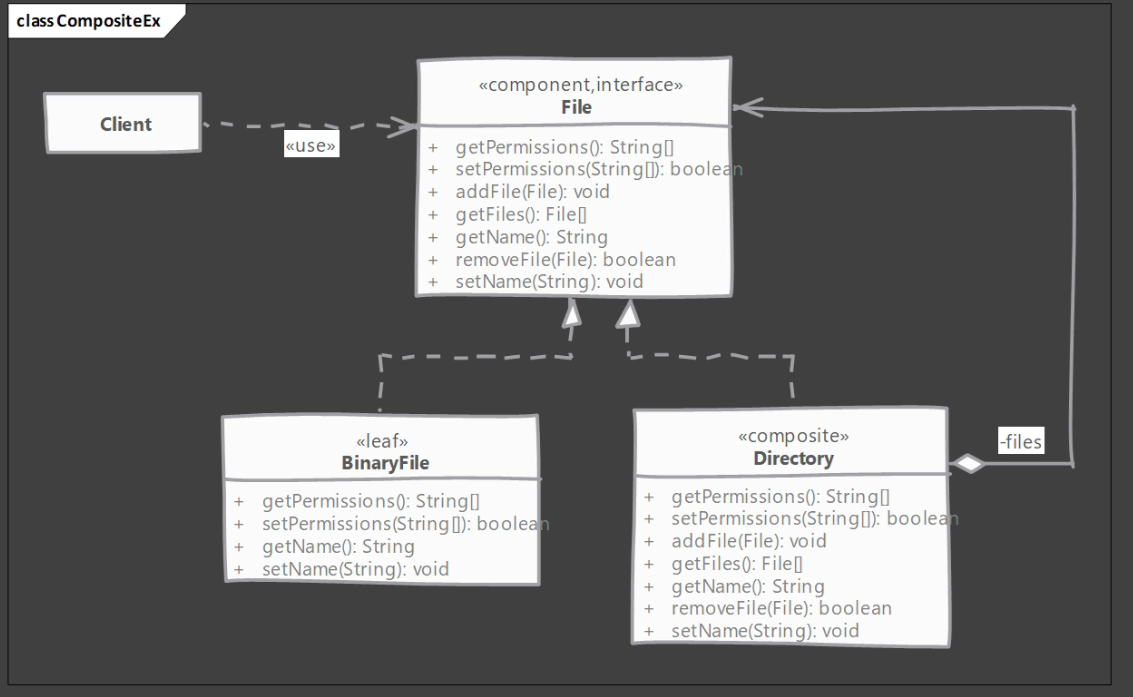 class CompositeEx
Client
«use»
«component,interface»
File
+ getPermissions(): String[]
+ setPermissions(String[]): boolean
+ addFile(File): void
+ getFiles(): File[]
+ getName(): String
+ removeFile(File): boolean
+ setName(String): void
«leaf»
BinaryFile
+ getPermissions(): String[]
+ setPermissions(String[]): boolean
+ getName(): String
+ setName(String): void
«composite»
Directory
+ getPermissions(): String[]
+ setPermissions(String[]): boolean
+ addFile(File): void
+ getFiles(): File[]
+ getName(): String
+ removeFile(File): boolean
+ setName(String): void
-files